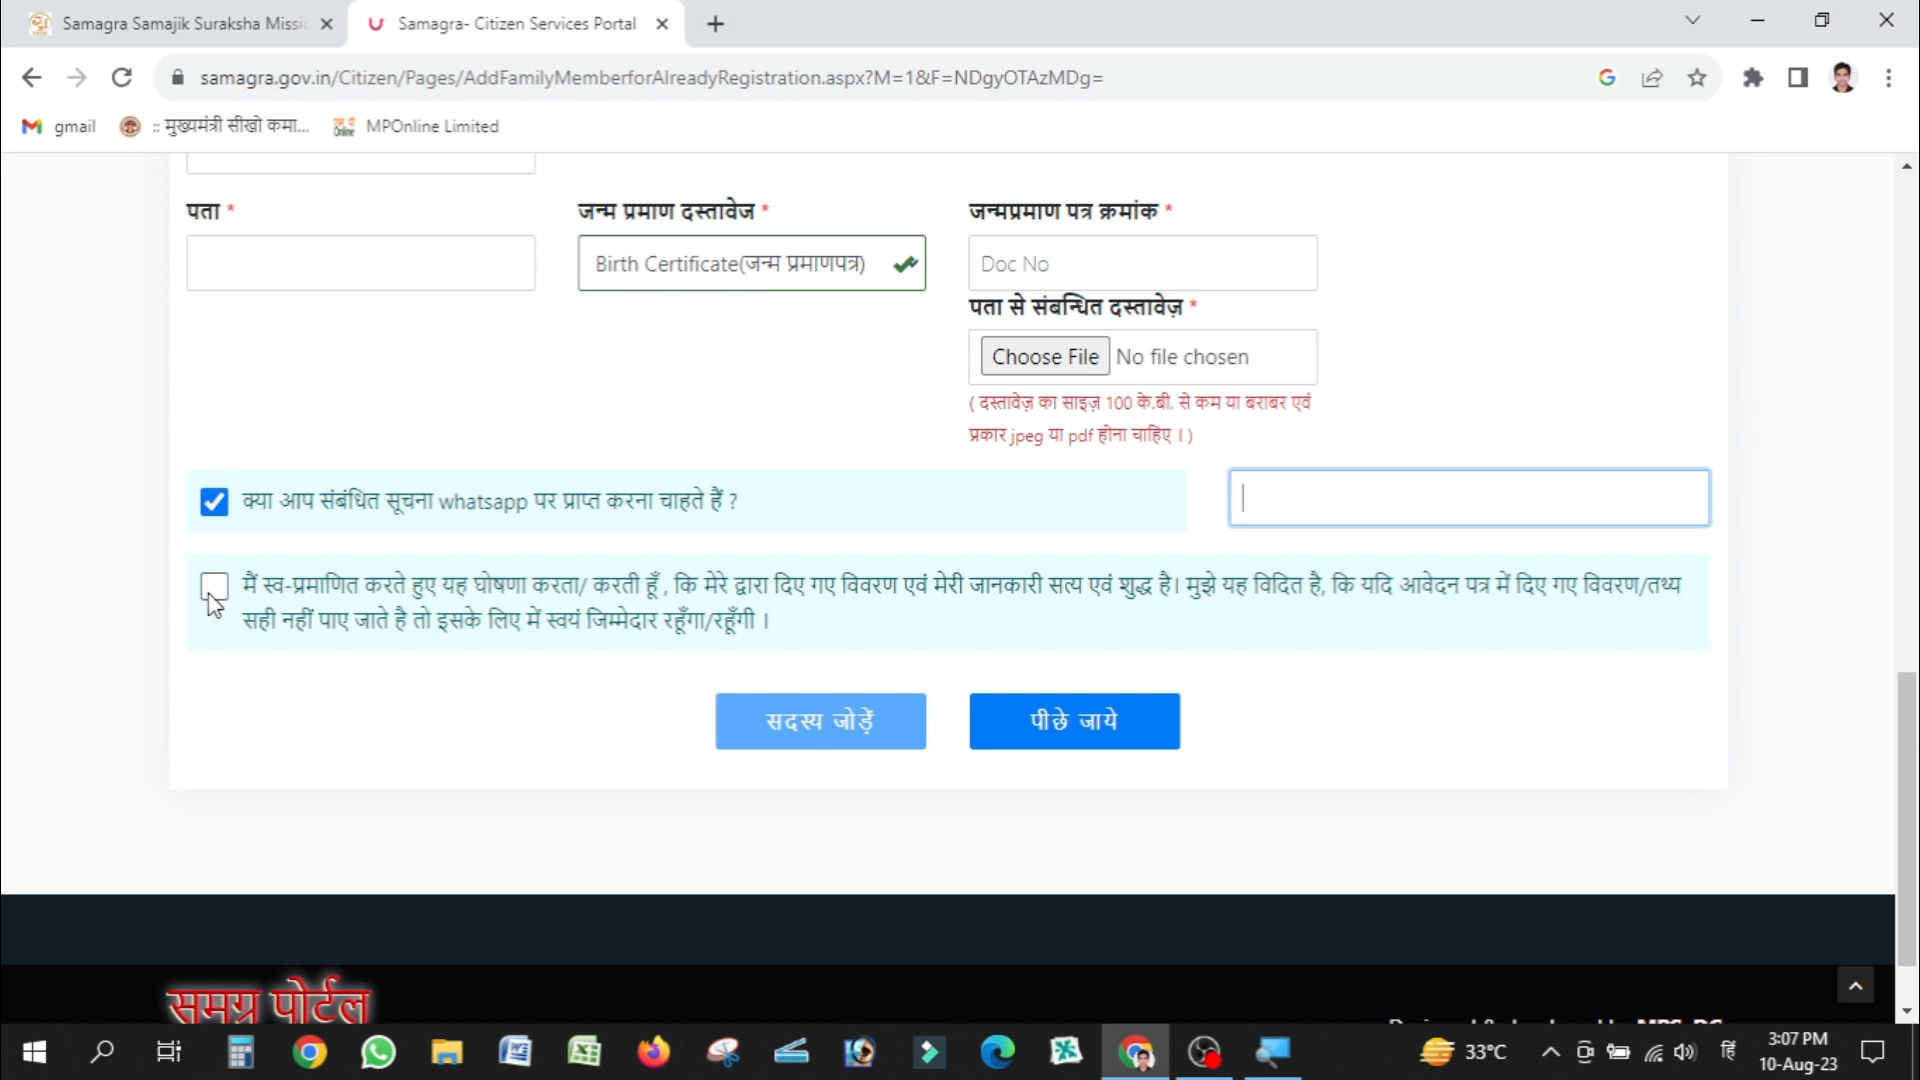 Samagra Samajik Suraksha Missi
Samagra- Citizen Services Portal
samagra.gov.in/Citizen/Pages/AddFamilyMemberforAlreadyRegistration.aspx?M=1&F=NDgyOTAzMDg=
gmail
:: मुख्यमंत्री सीखो कमा...
MPOnline Limited
पता *
जन्म प्रमाण दस्तावेज *
जन्मप्रमाण पत्र क्रमांक *
Birth Certificate(जन्म प्रमाणपत्र)
Doc No
पता से संबन्धित दस्तावेज़ *
Choose File No file chosen
( दस्तावेज़ का साइज़ 100 के.बी. से कम या बराबर एवं
प्रकार jpeg या pdf होना चाहिए । )
क्या आप संबंधित सूचना whatsapp पर प्राप्त करना चाहते हैं ?
मैं स्व-प्रमाणित करते हुए यह घोषणा करता/ करती हूँ , कि मेरे द्वारा दिए गए विवरण एवं मेरी जानकारी सत्य एवं शुद्ध है। मुझे यह विदित है, कि यदि आवेदन पत्र में दिए गए विवरण/तथ्य
सही नहीं पाए जाते है तो इसके लिए में स्वयं जिम्मेदार रहूँगा/रहूँगी ।
सदस्य जोड़ें
पीछे जाये
समग्र पोर्टल
33°C
हिं
3:07 PM
10-Aug-23